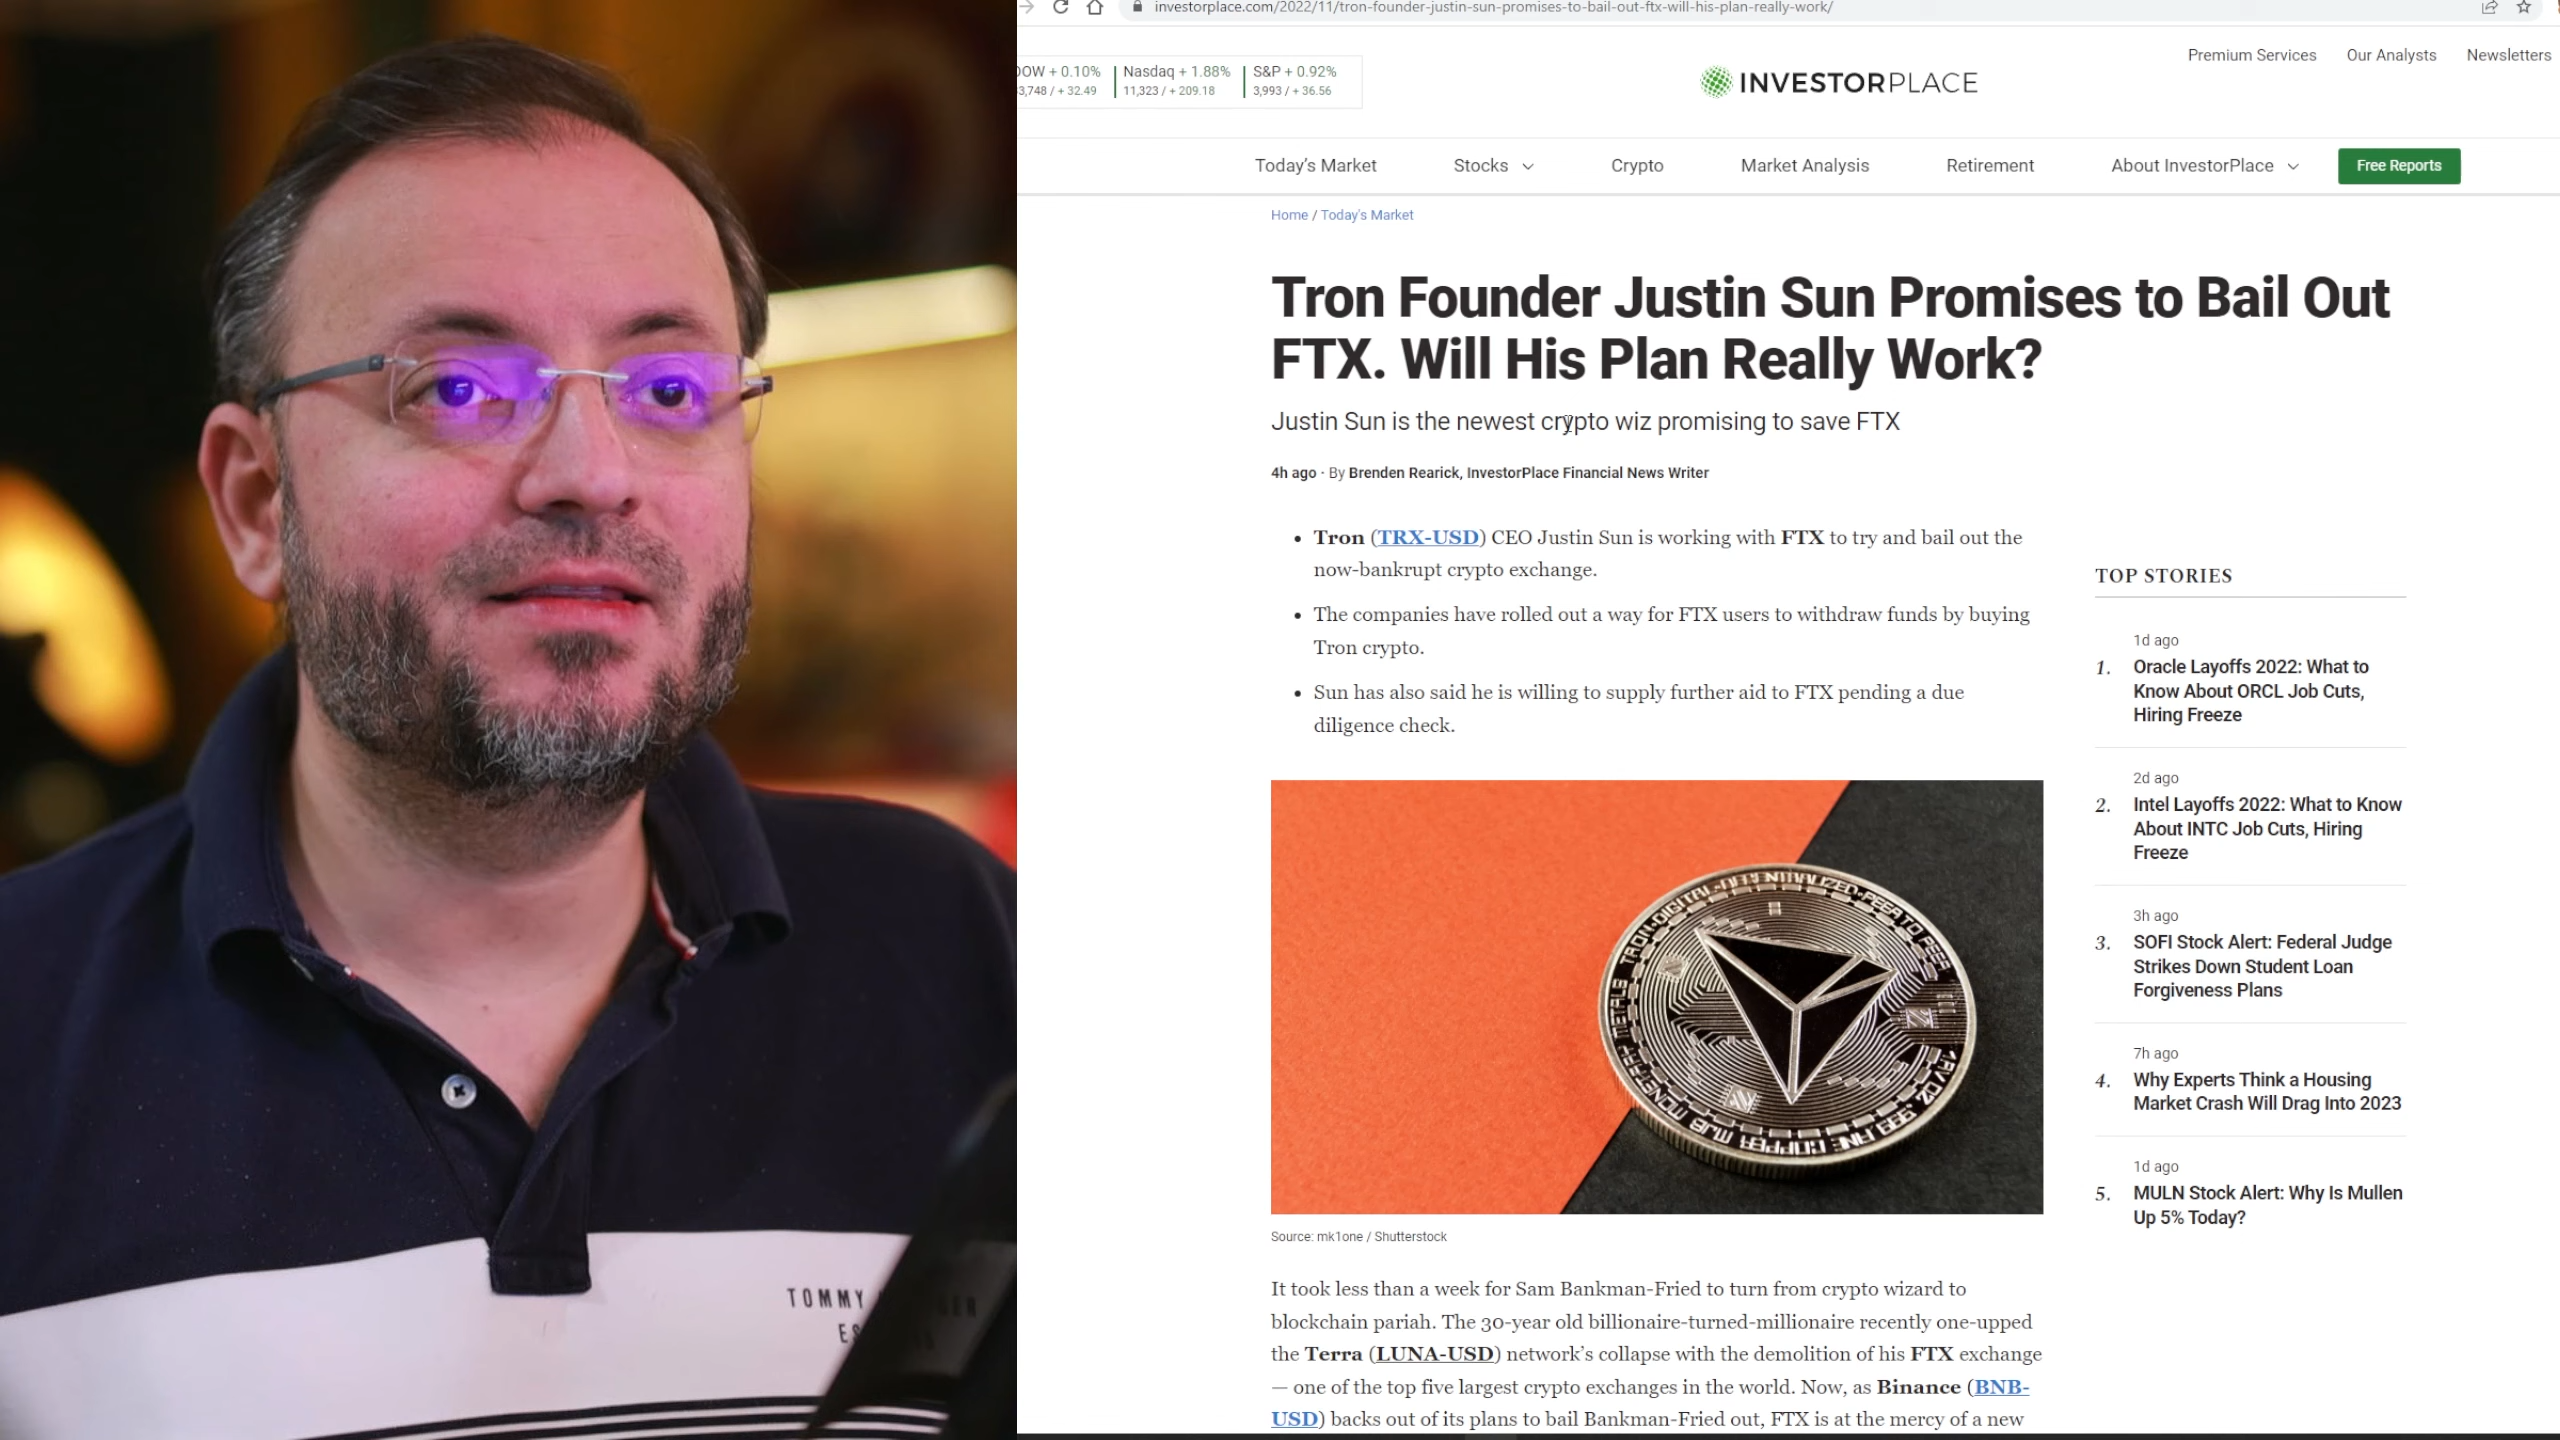 investorplace.com/2022/11/tron-founder-justin-sun-promises-to-bail-out-ftx-will-his-plan-really-work/
Premium Services Our Analysts Newsletters
DOW + 0.10% Nasdaq + 1.88% S&P + 0.92%
3,748 / + 32.49 11,323 / + 209.18 3,993 / + 36.56
INVESTORPLACE
Today's Market Stocks Crypto Market Analysis Retirement About InvestorPlace Free Reports
Home / Today's Market
Tron Founder Justin Sun Promises to Bail Out
FTX. Will His Plan Really Work?
Justin Sun is the newest crypto wiz promising to save FTX
4h ago · By Brenden Rearick, InvestorPlace Financial News Writer
• Tron (TRX-USD) CEO Justin Sun is working with FTX to try and bail out the
now-bankrupt crypto exchange.
• The companies have rolled out a way for FTX users to withdraw funds by buying
Tron crypto.
• Sun has also said he is willing to supply further aid to FTX pending a due
diligence check.
TRON·DIGITAL·DECENTRALIZED·PEER TO PEER
Source: mk1one / Shutterstock
It took less than a week for Sam Bankman-Fried to turn from crypto wizard to
blockchain pariah. The 30-year old billionaire-turned-millionaire recently one-upped
the Terra (LUNA-USD) network's collapse with the demolition of his FTX exchange
— one of the top five largest crypto exchanges in the world. Now, as Binance (BNB-
USD) backs out of its plans to bail Bankman-Fried out, FTX is at the mercy of a new
TOP STORIES
1d ago
1. Oracle Layoffs 2022: What to
Know About ORCL Job Cuts,
Hiring Freeze
2d ago
2. Intel Layoffs 2022: What to Know
About INTC Job Cuts, Hiring
Freeze
3h ago
3. SOFI Stock Alert: Federal Judge
Strikes Down Student Loan
Forgiveness Plans
7h ago
4. Why Experts Think a Housing
Market Crash Will Drag Into 2023
1d ago
5. MULN Stock Alert: Why Is Mullen
Up 5% Today?
TOMMY